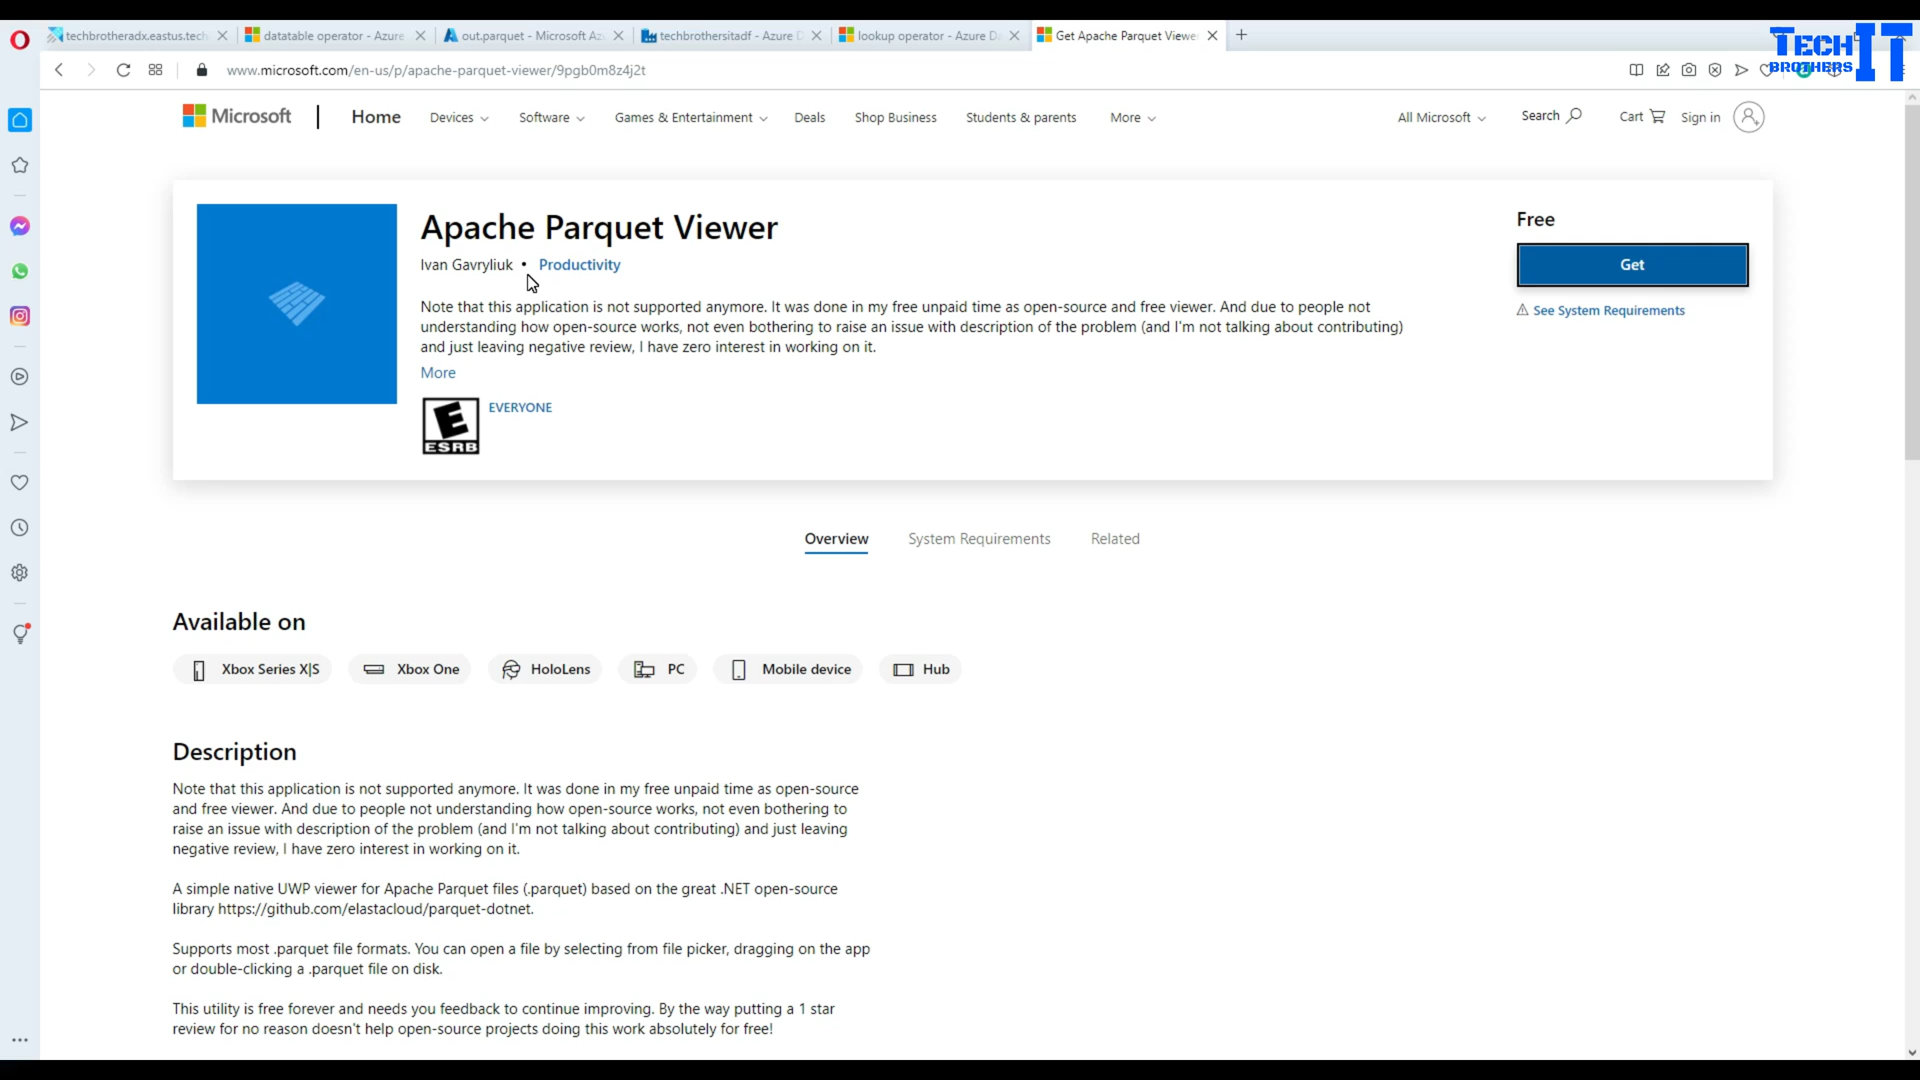 techbrotheradx.eastus.tech
datatable operator - Azure
out.parquet - Microsoft Az
techbrothersitadf - Azure D
lookup operator - Azure Da
Get Apache Parquet Viewe
TECH IT
BROTHERS
www.microsoft.com/en-us/p/apache-parquet-viewer/9pgb0m8z4j2t
Microsoft
Home
Devices
Software
Games & Entertainment
Deals
Shop Business
Students & parents
More
All Microsoft
Search
Cart
Sign in
Apache Parquet Viewer
Ivan Gavryliuk • Productivity
Note that this application is not supported anymore. It was done in my free unpaid time as open-source and free viewer. And due to people not
understanding how open-source works, not even bothering to raise an issue with description of the problem (and I'm not talking about contributing)
and just leaving negative review, I have zero interest in working on it.
More
E
ESRB
EVERYONE
Free
Get
See System Requirements
Overview
System Requirements
Related
Available on
Xbox Series X|S
Xbox One
HoloLens
PC
Mobile device
Hub
Description
Note that this application is not supported anymore. It was done in my free unpaid time as open-source
and free viewer. And due to people not understanding how open-source works, not even bothering to
raise an issue with description of the problem (and I'm not talking about contributing) and just leaving
negative review, I have zero interest in working on it.
A simple native UWP viewer for Apache Parquet files (.parquet) based on the great .NET open-source
library https://github.com/elastacloud/parquet-dotnet.
Supports most .parquet file formats. You can open a file by selecting from file picker, dragging on the app
or double-clicking a .parquet file on disk.
This utility is free forever and needs you feedback to continue improving. By the way putting a 1 star
review for no reason doesn't help open-source projects doing this work absolutely for free!